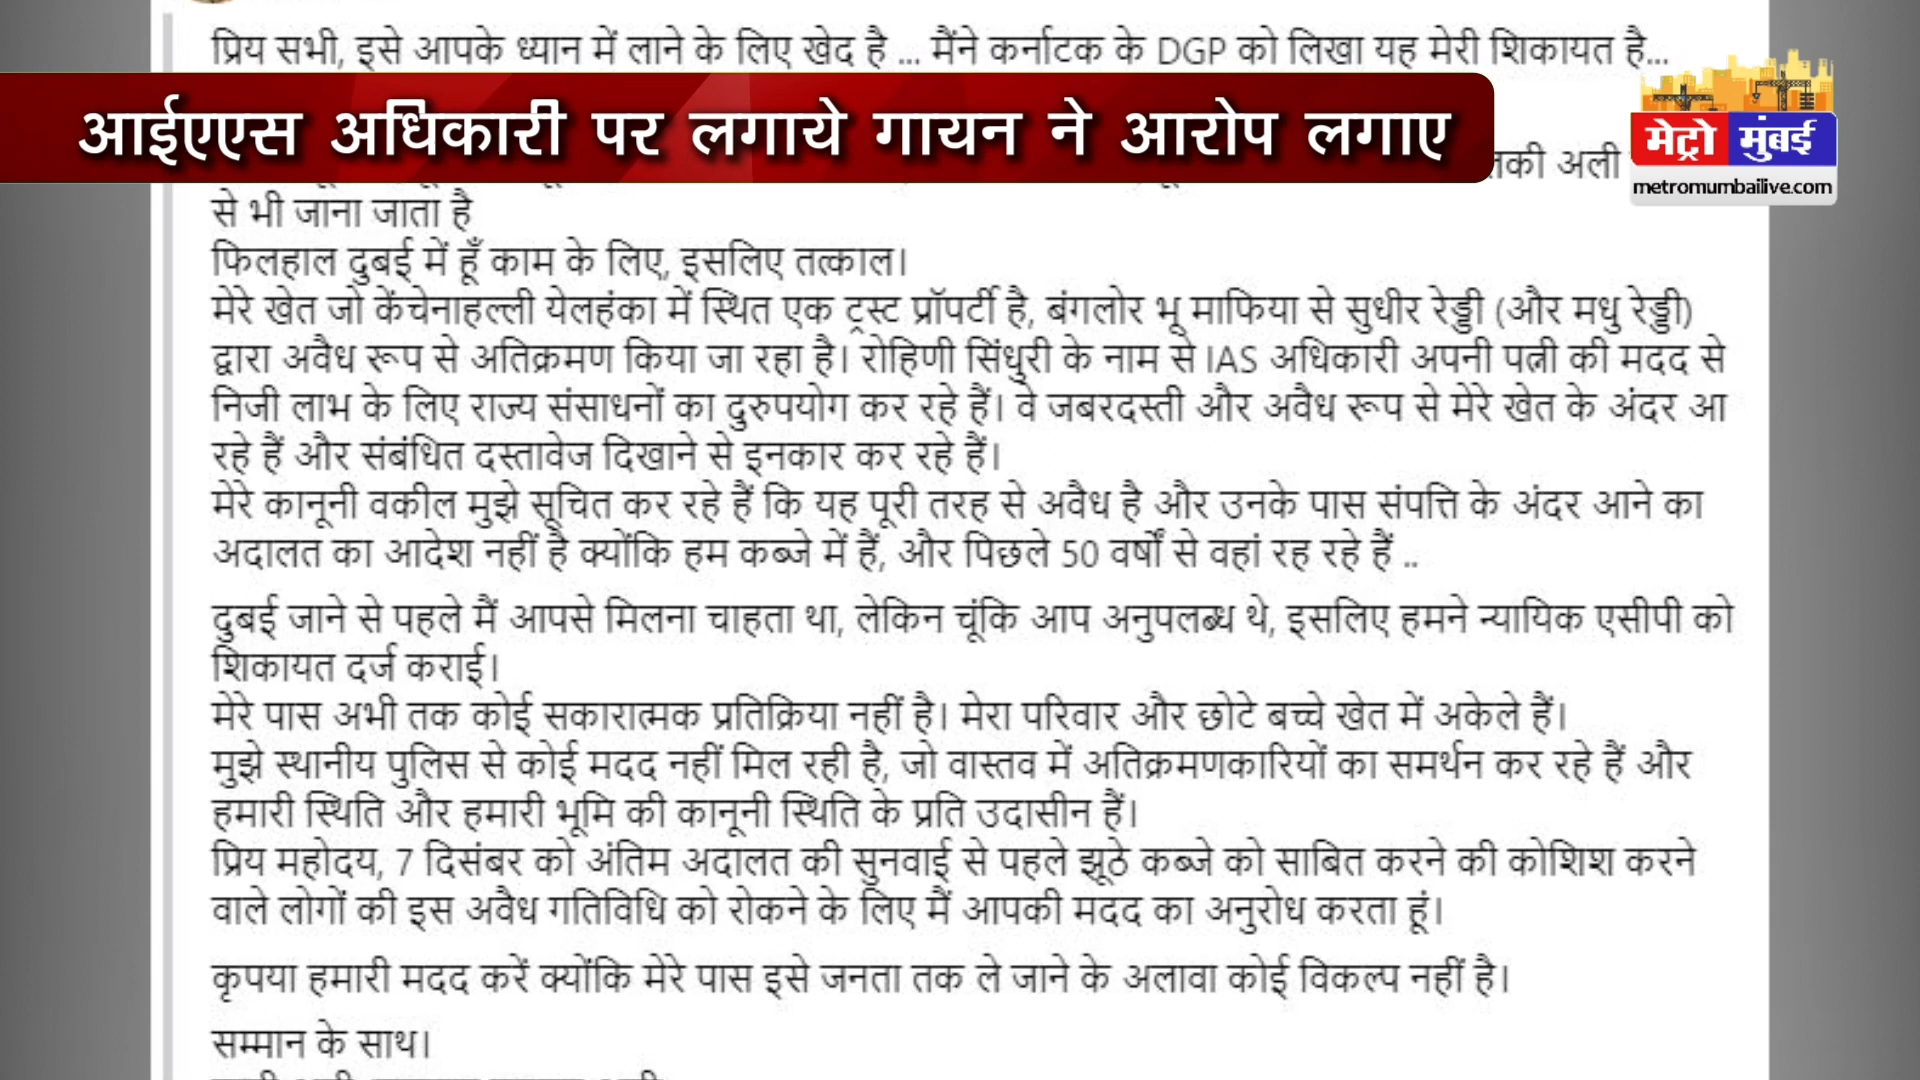 प्रिय सभी, इसे आपके ध्यान में लाने के लिए खेद है ... मैंने कर्नाटक के DGP को लिखा यह मेरी शिकायत है...
आईएएस अधिकारी पर लगाये गायन ने आरोप लगाए
मेट्रो मुंबई
metromumbailive.com
अली
से भी जाना जाता है
फिलहाल दुबई में हूँ काम के लिए, इसलिए तत्काल।
मेरे खेत जो केंचेनाहल्ली येलहंका में स्थित एक ट्रस्ट प्रॉपर्टी है, बंगलोर भू माफिया से सुधीर रेड्डी (और मधु रेड्डी)
द्वारा अवैध रूप से अतिक्रमण किया जा रहा है। रोहिणी सिंधुरी के नाम से IAS अधिकारी अपनी पत्नी की मदद से
निजी लाभ के लिए राज्य संसाधनों का दुरुपयोग कर रहे हैं। वे जबरदस्ती और अवैध रूप से मेरे खेत के अंदर आ
रहे हैं और संबंधित दस्तावेज दिखाने से इनकार कर रहे हैं।
मेरे कानूनी वकील मुझे सूचित कर रहे हैं कि यह पूरी तरह से अवैध है और उनके पास संपत्ति के अंदर आने का
अदालत का आदेश नहीं है क्योंकि हम कब्जे में हैं, और पिछले 50 वर्षों से वहां रह रहे हैं ..
दुबई जाने से पहले मैं आपसे मिलना चाहता था, लेकिन चूंकि आप अनुपलब्ध थे, इसलिए हमने न्यायिक एसीपी को
शिकायत दर्ज कराई।
मेरे पास अभी तक कोई सकारात्मक प्रतिक्रिया नहीं है। मेरा परिवार और छोटे बच्चे खेत में अकेले हैं।
मुझे स्थानीय पुलिस से कोई मदद नहीं मिल रही है, जो वास्तव में अतिक्रमणकारियों का समर्थन कर रहे हैं और
हमारी स्थिति और हमारी भूमि की कानूनी स्थिति के प्रति उदासीन हैं।
प्रिय महोदय, 7 दिसंबर को अंतिम अदालत की सुनवाई से पहले झूठे कब्जे को साबित करने की कोशिश करने
वाले लोगों की इस अवैध गतिविधि को रोकने के लिए मैं आपकी मदद का अनुरोध करता हूं।
कृपया हमारी मदद करें क्योंकि मेरे पास इसे जनता तक ले जाने के अलावा कोई विकल्प नहीं है।
सम्मान के साथ।